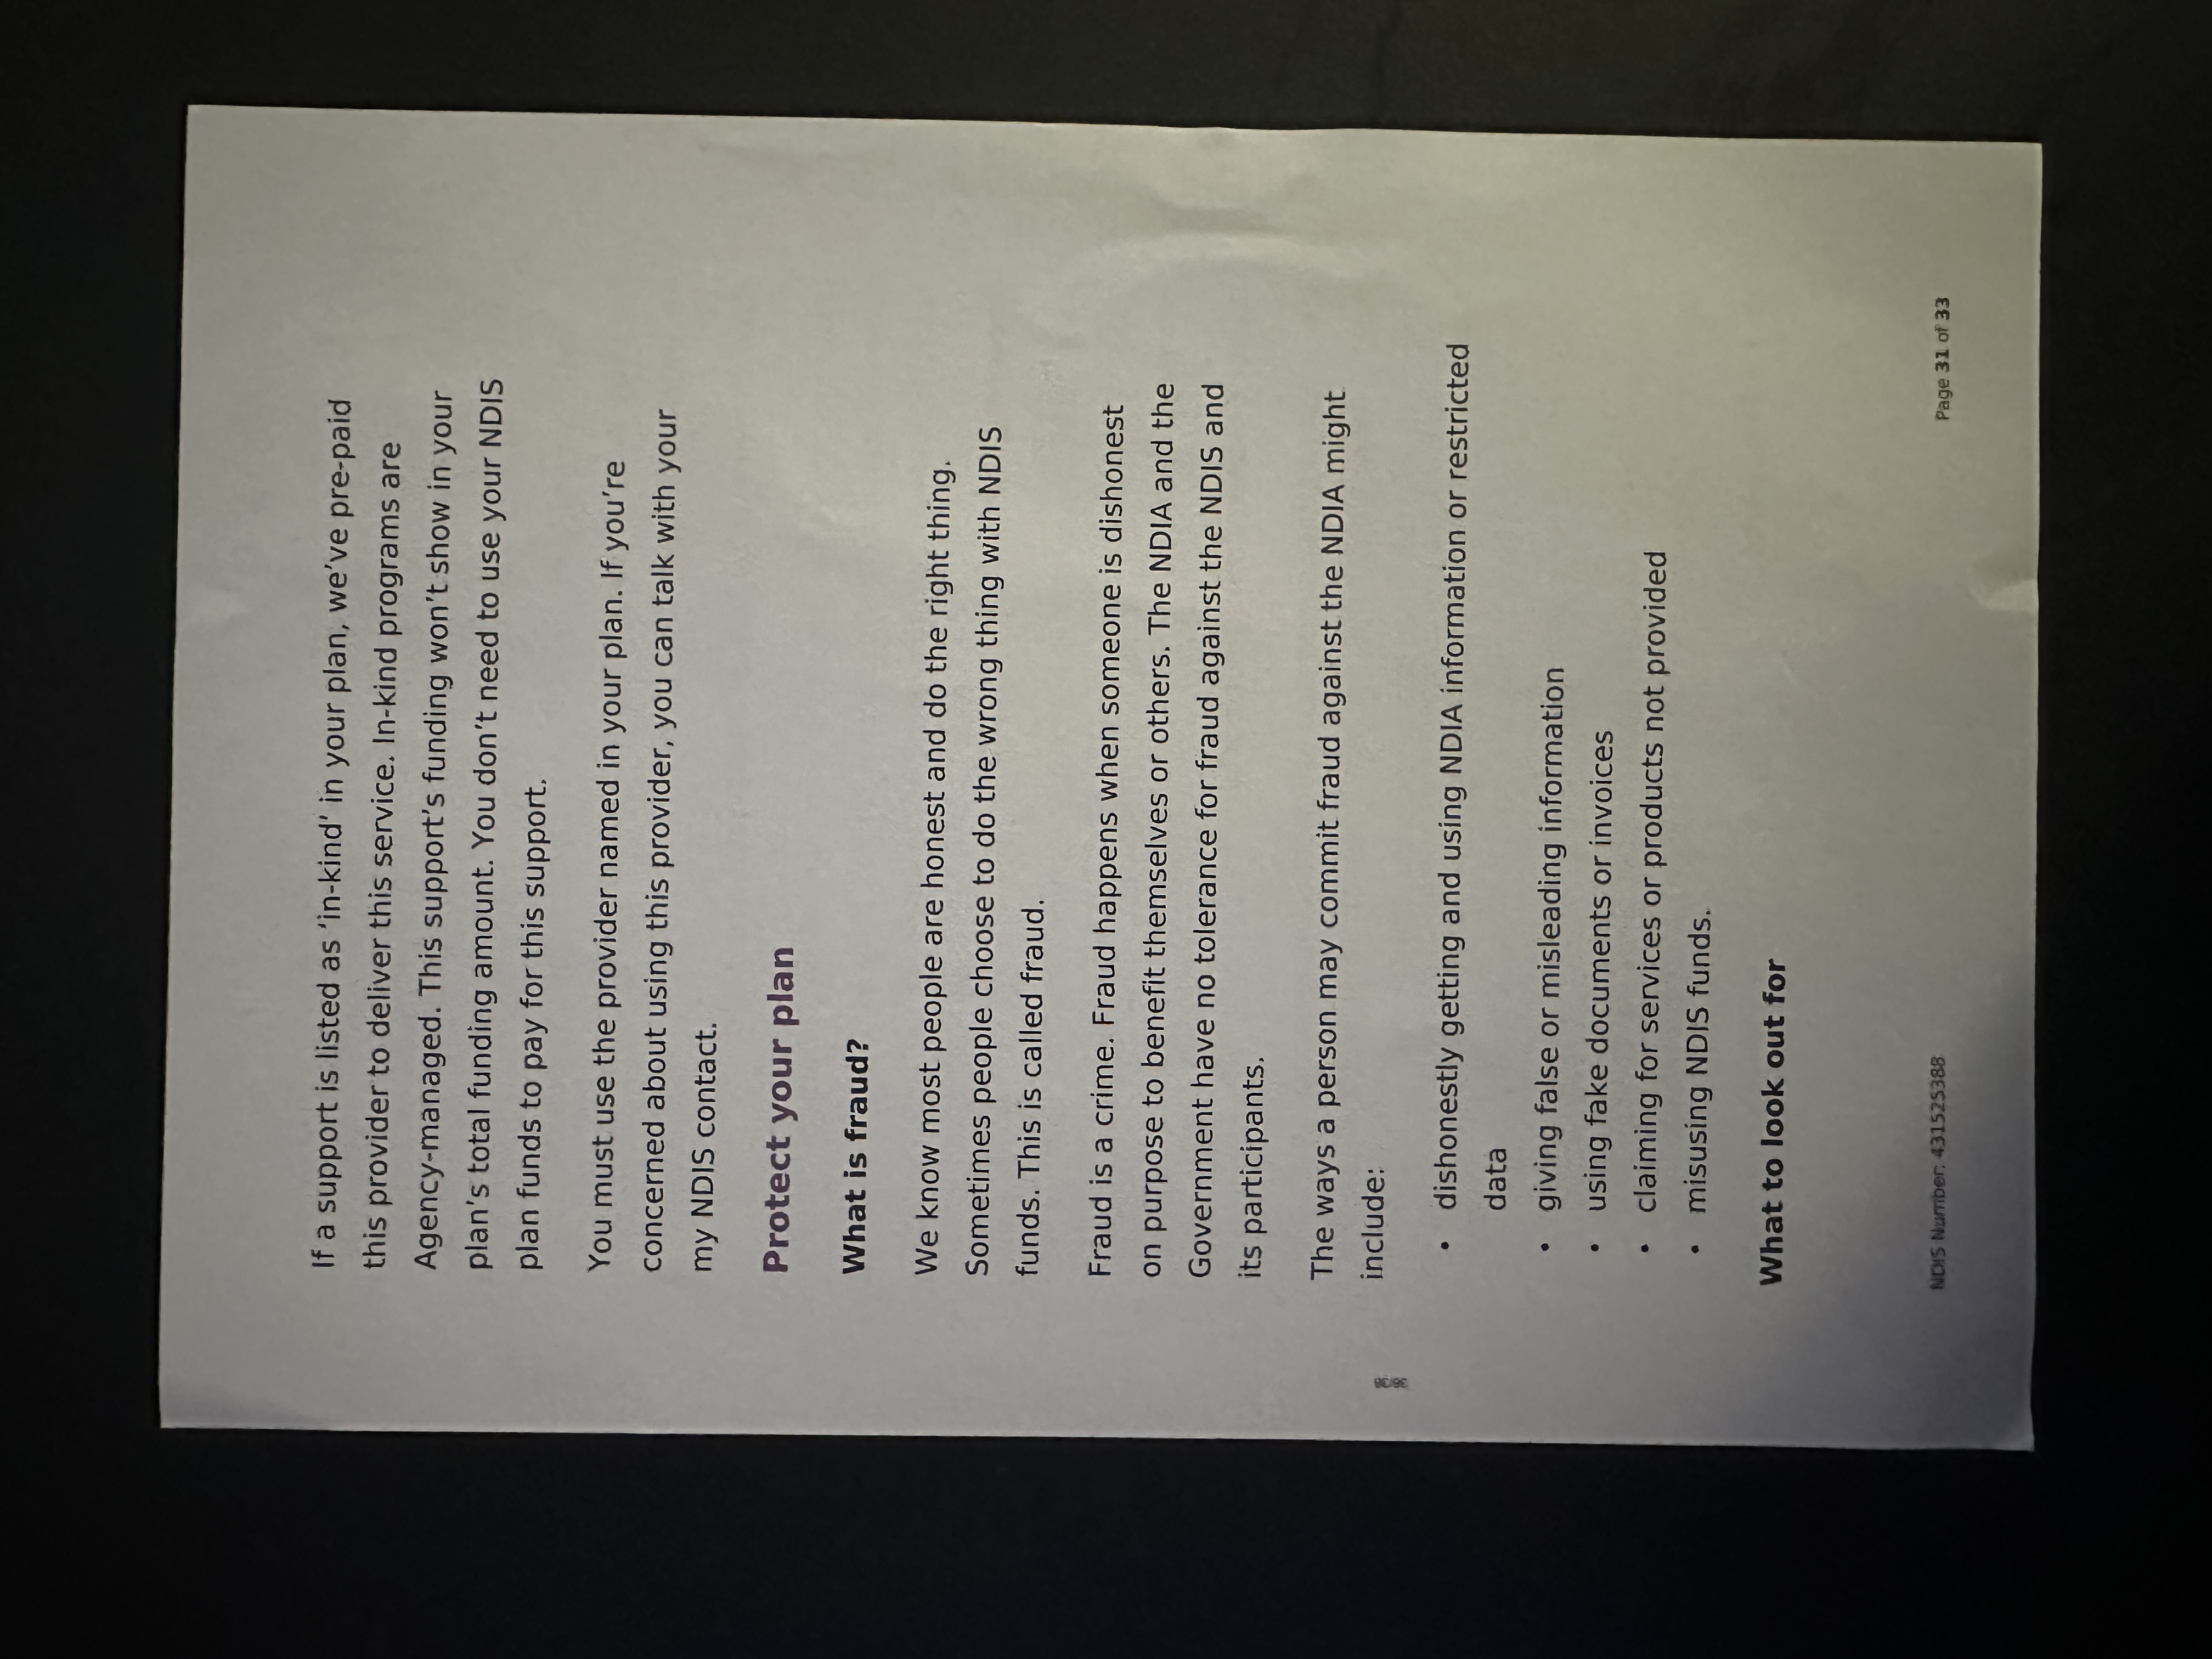 If a support is listed as ‘in-kind’ in your plan, we’ve pre-paid
this provider to deliver this service. In-kind programs are
Agency-managed. This support’s funding won’t show in your
plan’s total funding amount. You don’t need to use your NDIS
plan funds to pay for this support.
You must use the provider named in your plan. If you’re
concerned about using this provider, you can talk with your
my NDIS contact.
Protect your plan
What is fraud?
We know most people are honest and do the right thing.
Sometimes people choose to do the wrong thing with NDIS
funds. This is called fraud.
Fraud is a crime. Fraud happens when someone is dishonest
on purpose to benefit themselves or others. The NDIA and the
Government have no tolerance for fraud against the NDIS and
its participants.
The ways a person may commit fraud against the NDIA might
include:
• dishonestly getting and using NDIA information or restricted
data
• giving false or misleading information
• using fake documents or invoices
• claiming for services or products not provided
• misusing NDIS funds.
What to look out for
NDIS Number: 431525388
Page 31 of 33